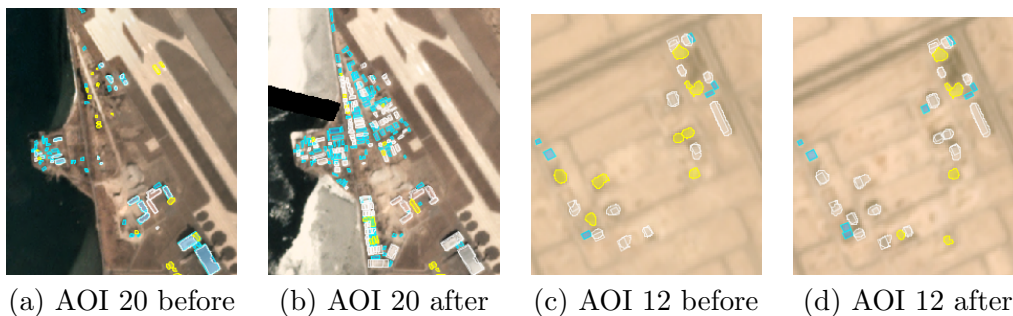 (a) AOI 20 before
(b) AOI 20 after
(c) AOI 12 before
(d) AOI 12 after